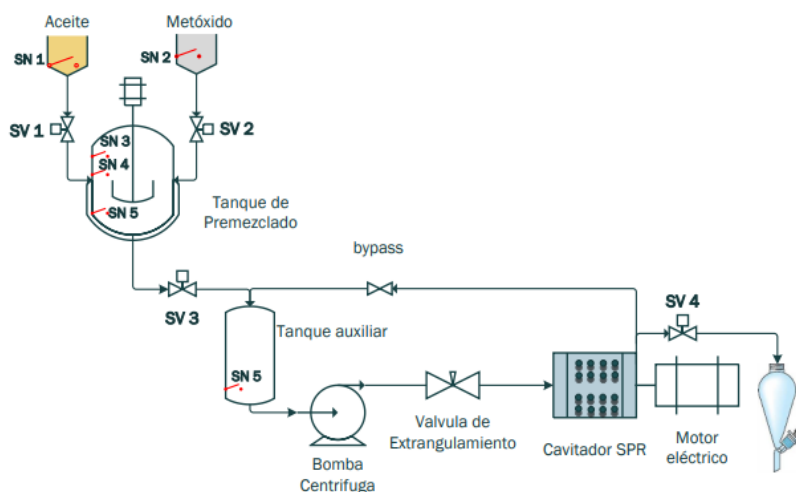 Aceite
Metóxido
SN 1
SN 2
SV 1
SV 2
SN 3
SN 4
SN 5
Tanque de
Premezclado
bypass
SV 3
SV 4
Tanque auxiliar
SN 5
Valvula de
Extrangulamiento
Cavitador SPR
Motor
eléctrico
Bomba
Centrifuga